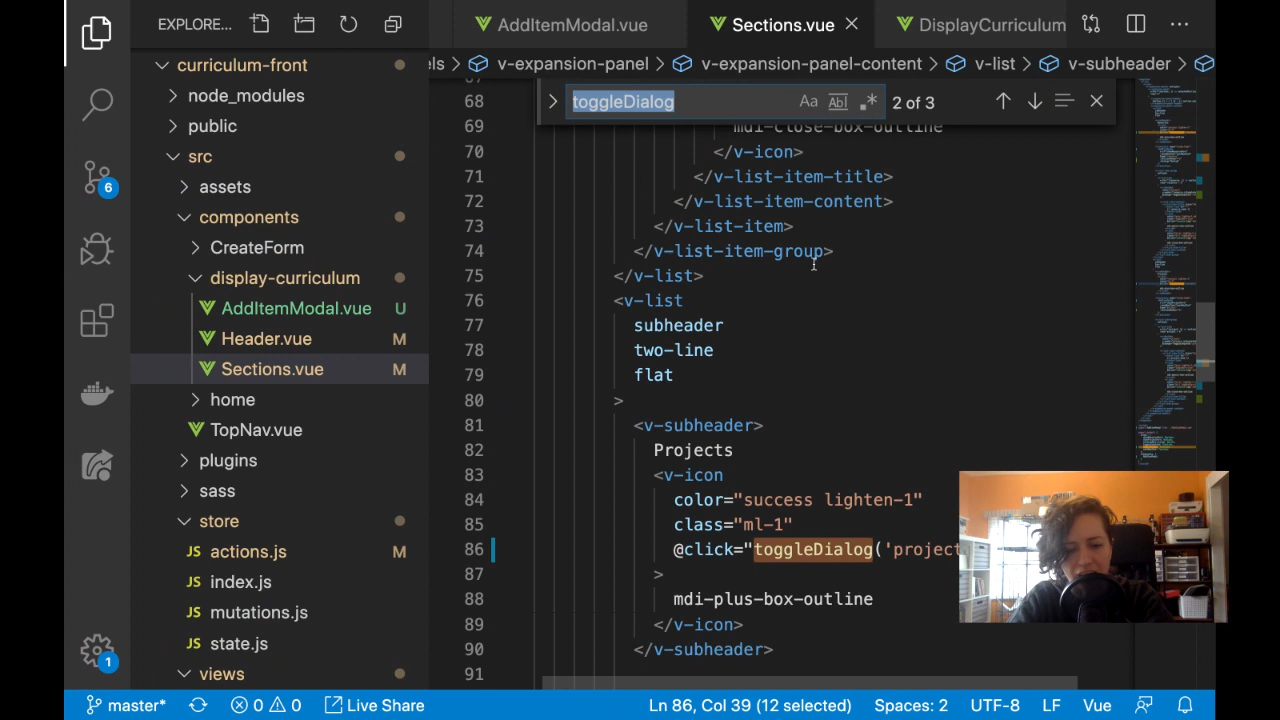 EXPLORE...
AddItemModal.vue
Sections.vue
DisplayCurriculum
els > v-expansion-panel > v-expansion-panel-content > v-list > v-subheader >
toggleDialog
Aa Abl .* 2 of 3
curriculum-front
node_modules
public
src
assets
components
CreateForm
display-curriculum
AddItemModal.vue U
Header.vue M
Sections.vue M
home
TopNav.vue
plugins
sass
store
JS actions.js M
JS index.js
JS mutations.js
JS state.js
views
6
1
67
68
69 mdi-close-box-outline
70 </v-icon>
71 </v-list-item-title>
72 </v-list-item-content>
73 </v-list-item>
74 </v-list-item-group>
75 </v-list>
76 <v-list
77 subheader
78 two-line
79 flat
80 >
81 <v-subheader>
82 Projects
83 <v-icon
84 color="success lighten-1"
85 class="ml-1"
86 @click="toggleDialog('project
87 >
88 mdi-plus-box-outline
89 </v-icon>
90 </v-subheader>
91
master* 0 0 Live Share Ln 86, Col 39 (12 selected) Spaces: 2 UTF-8 LF Vue